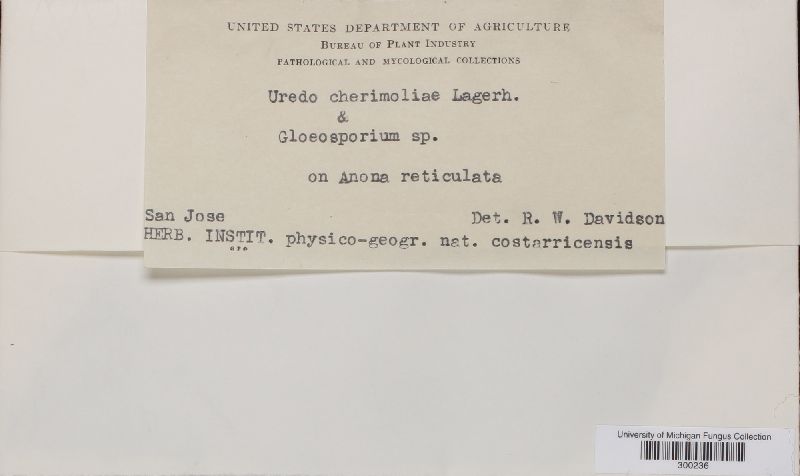 UNITED STATES DEPARTMENT OF AGRICULTURE
BUREAU OF PLANT INDUSTRY
PATHOLOGICAL AND MYCOLOGICAL COLLECTIONS
Uredo cherimoliae Lagerh.
&
Gloeosporium sp.
on Anona reticulata
San Jose Det. R. W. Davidson
HERB. INSTIT. physico-geogr. nat. costarricensis
University of Michigan Fungus Collection
300236